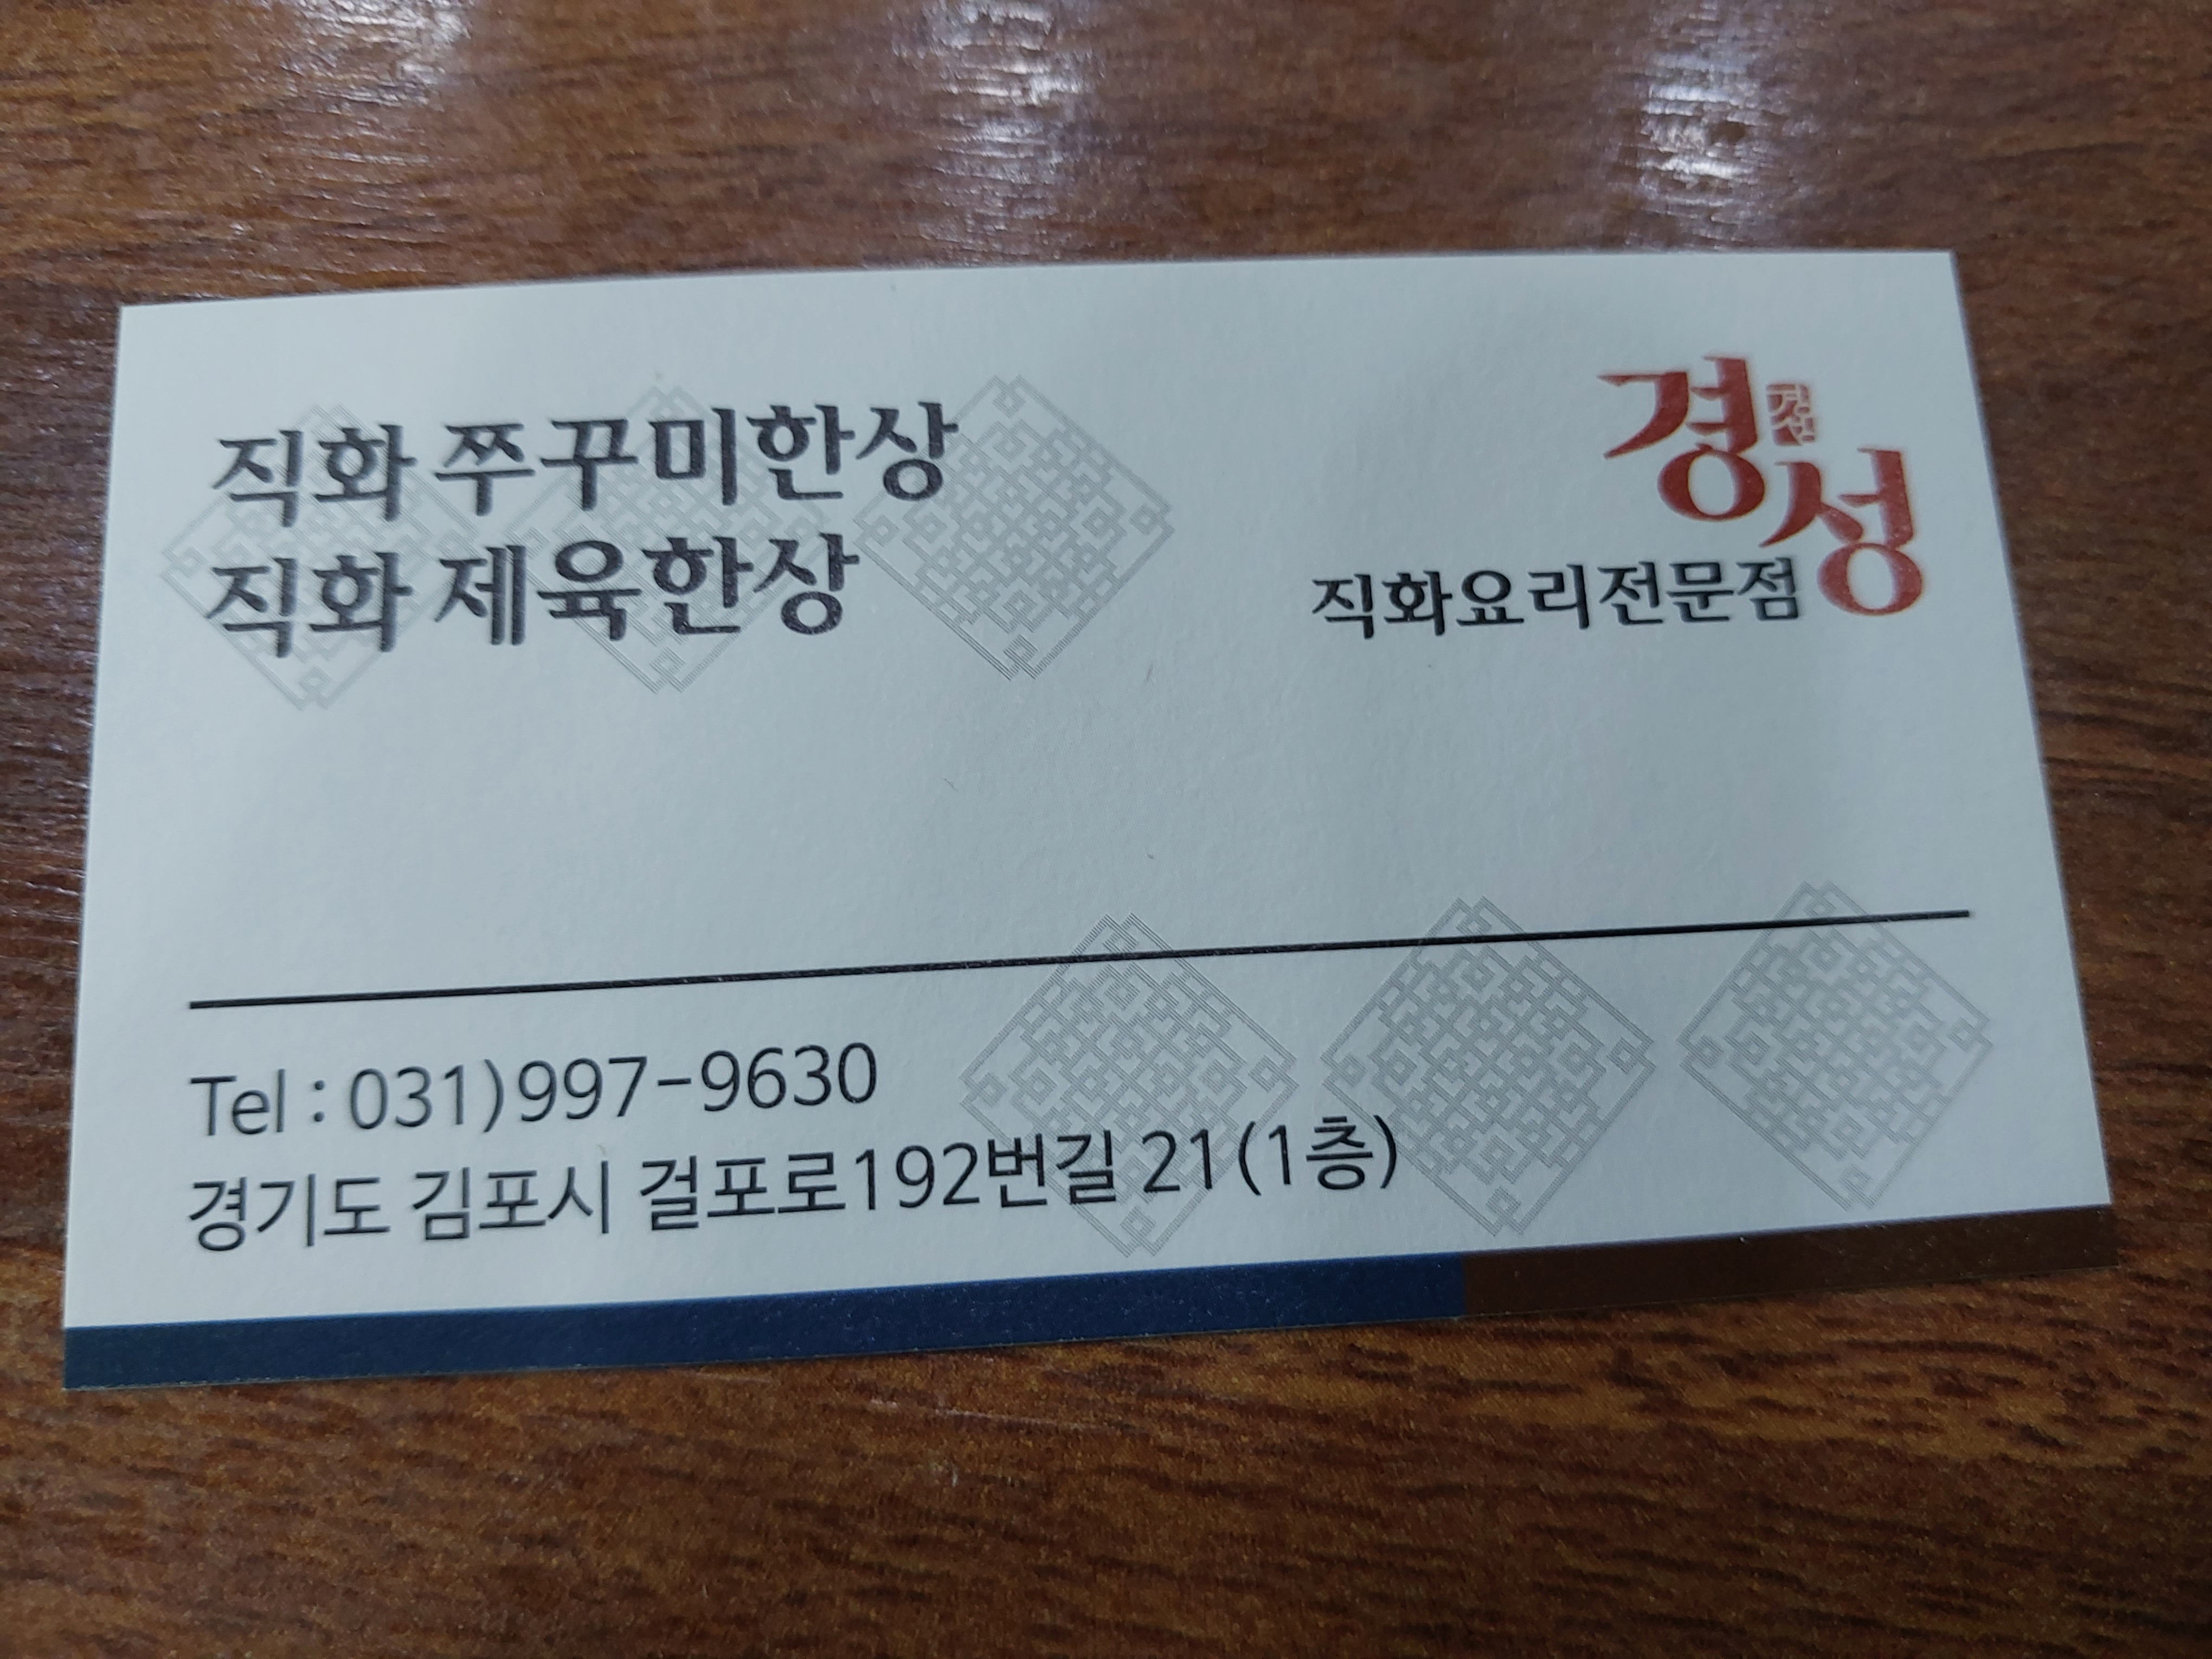 직화 쭈꾸미한상
직화 제육한상
경성
경성
직화요리전문점
Tel : 031)997-9630
경기도 김포시 걸포로192번길 21(1층)